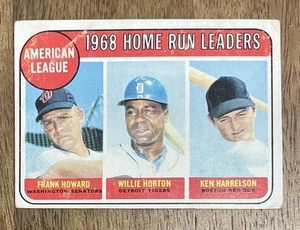 1968 HOME RUN LEADERS
AMERICAN
LEAGUE
W
D
FRANK HOWARD
WASHINGTON SENATORS
WILLIE HORTON
DETROIT TIGERS
KEN HARRELSON
BOSTON RED SOX